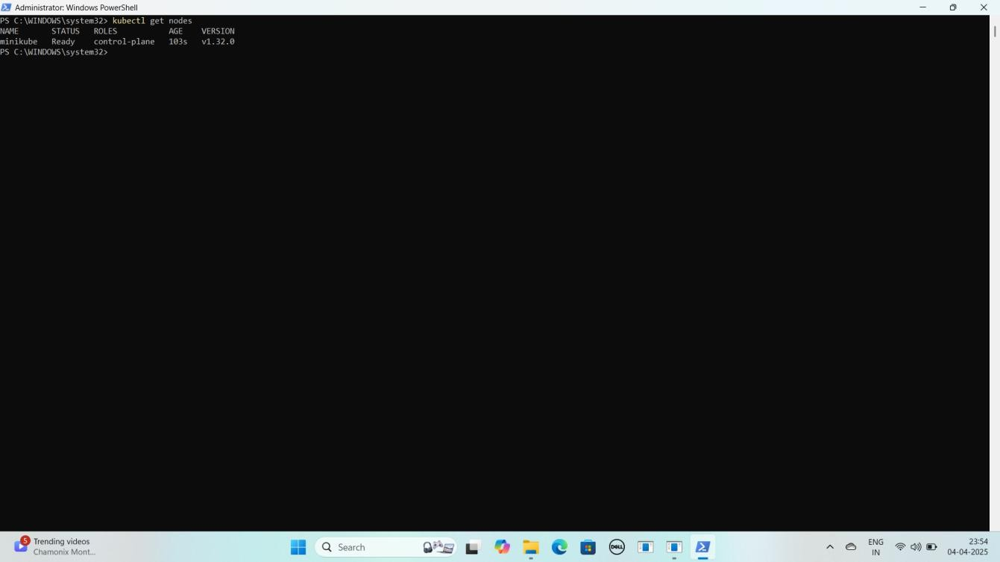 Administrator: Windows PowerShell
PS C:\WINDOWS\system32> kubectl get nodes
NAME STATUS ROLES AGE VERSION
minikube Ready control-plane 103s v1.32.0
PS C:\WINDOWS\system32>
5
Trending videos
Chamonix Mont...
Search
DELL
ENG
IN
23:54
04-04-2025